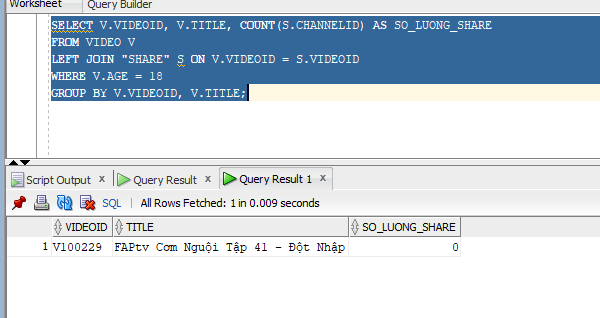 Worksheet Query Builder
SELECT V.VIDEOID, V.TITLE, COUNT(S.CHANNELID) AS SO_LUONG_SHARE
FROM VIDEO V
LEFT JOIN "SHARE" S ON V.VIDEOID = S.VIDEOID
WHERE V.AGE = 18
GROUP BY V.VIDEOID, V.TITLE;
Script Output x Query Result x Query Result 1 x
SQL All Rows Fetched: 1 in 0.009 seconds
VIDEOID TITLE SO_LUONG_SHARE
1 V100229 FAPtv Cơm Nguội Tập 41 - Đột Nhập 0